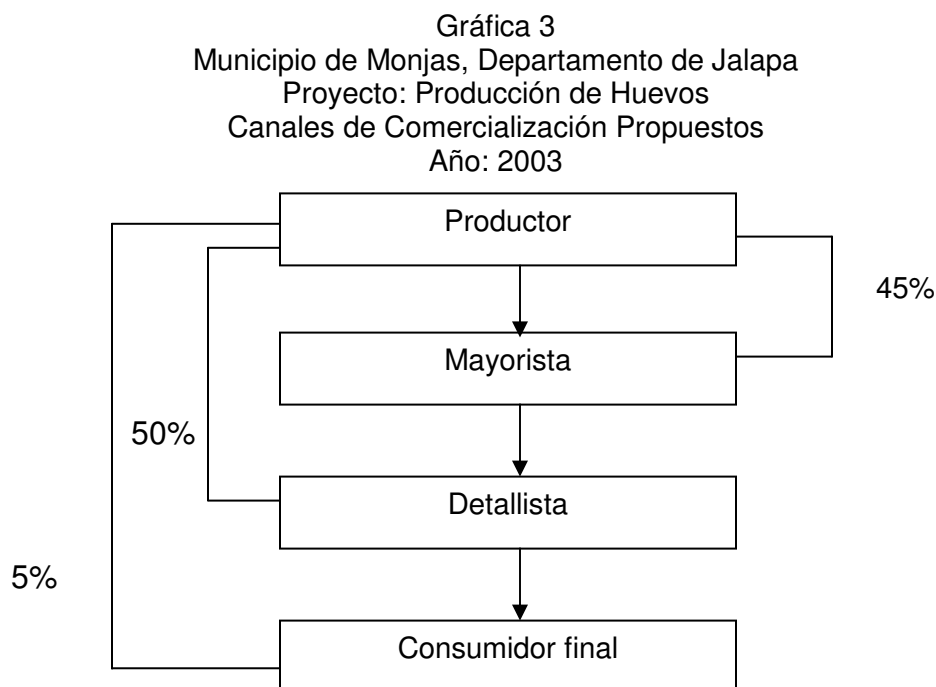 Gráfica 3
Municipio de Monjas, Departamento de Jalapa
Proyecto: Producción de Huevos
Canales de Comercialización Propuestos
Año: 2003
Productor
45%
Mayorista
50%
Detallista
5%
Consumidor final